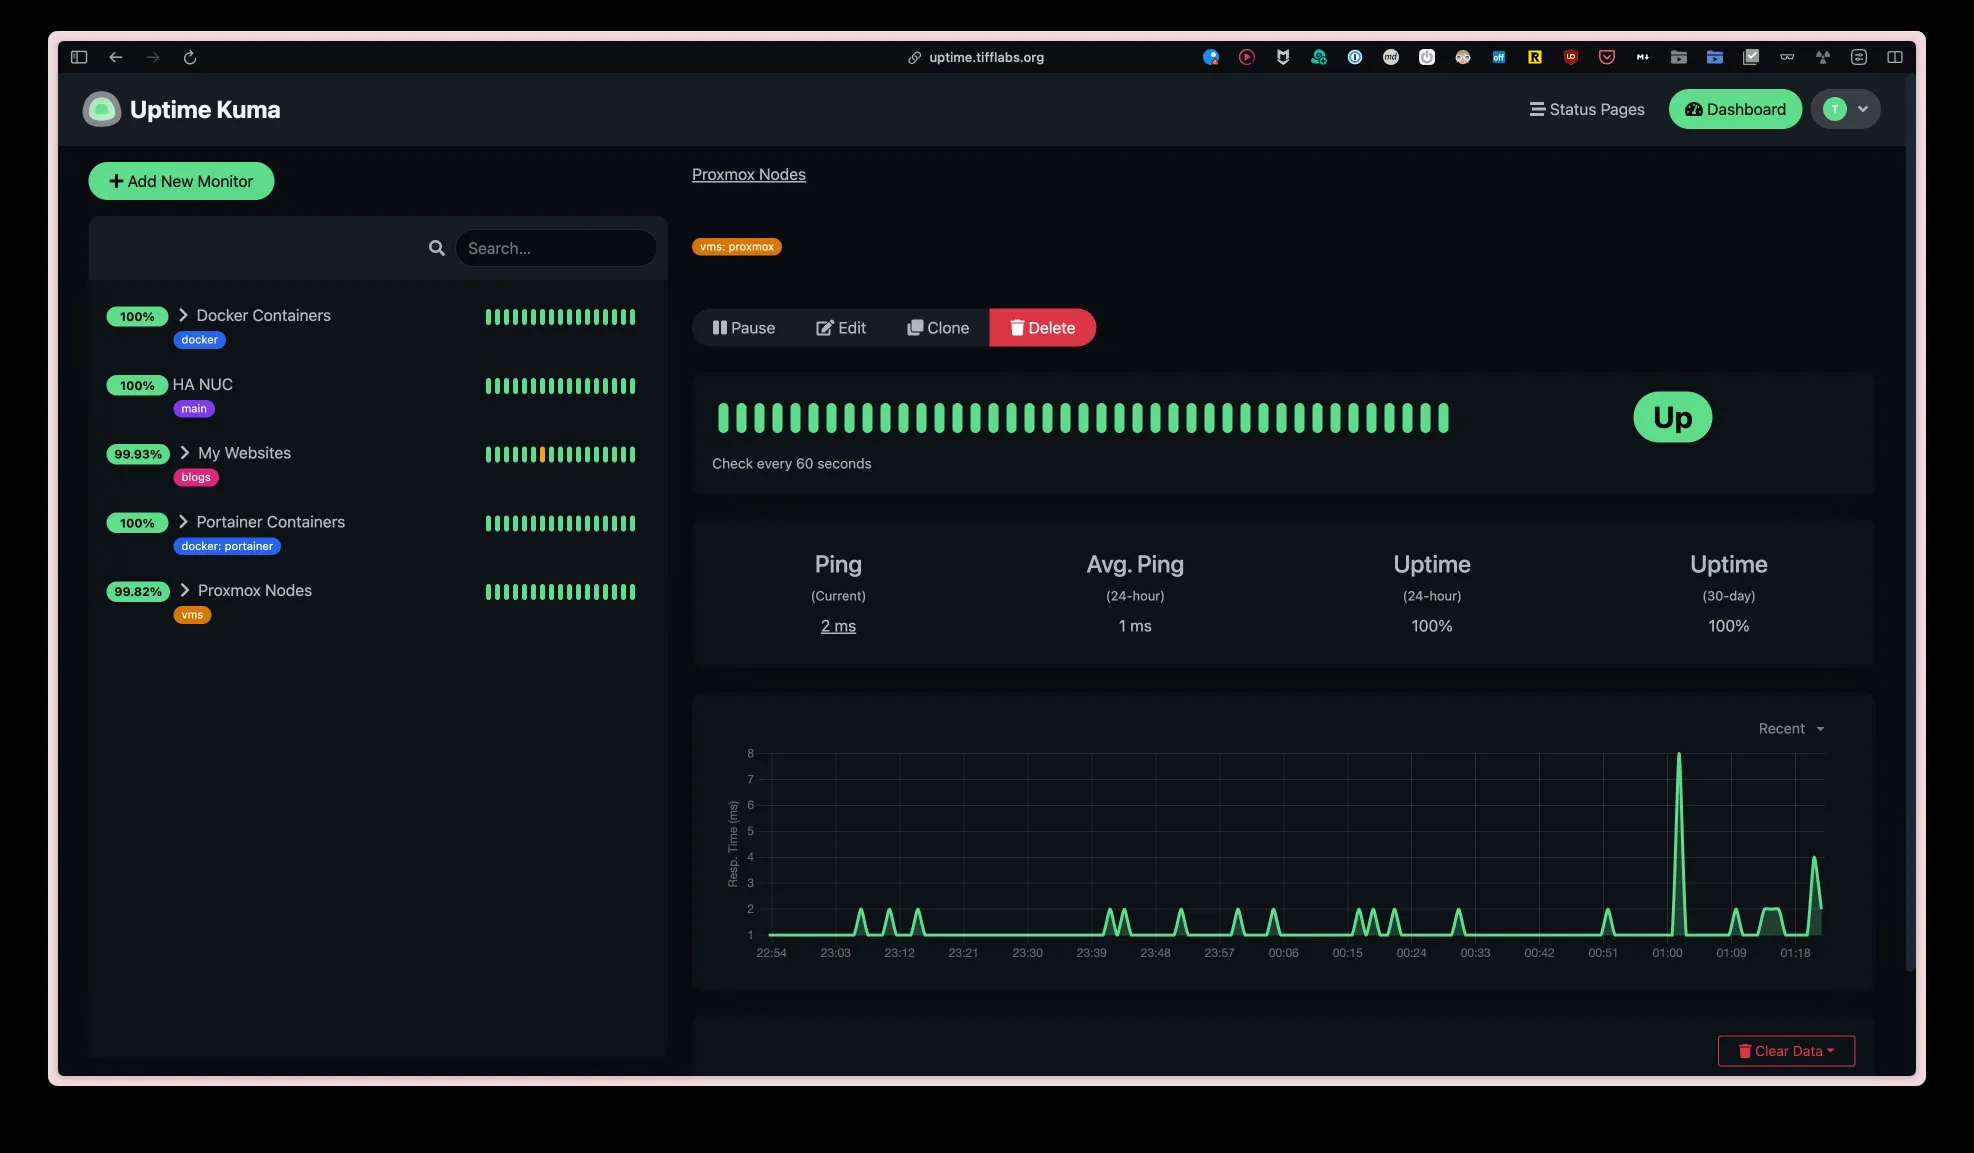 uptime.tifflabs.org
Uptime Kuma
Status Pages
Dashboard
T
Add New Monitor
Search...
100% Docker Containers
docker
100% HA NUC
main
99.93% My Websites
blogs
100% Portainer Containers
docker: portainer
99.82% Proxmox Nodes
vms
Proxmox Nodes
vms: proxmox
Pause Edit Clone Delete
Up
Check every 60 seconds
Ping Avg. Ping Uptime Uptime
(Current) (24-hour) (24-hour) (30-day)
2 ms 1 ms 100% 100%
Recent
Resp. Time (ms)
8
7
6
5
4
3
2
1
22:54 23:03 23:12 23:21 23:30 23:39 23:48 23:57 00:06 00:15 00:24 00:33 00:42 00:51 01:00 01:09 01:18
Clear Data